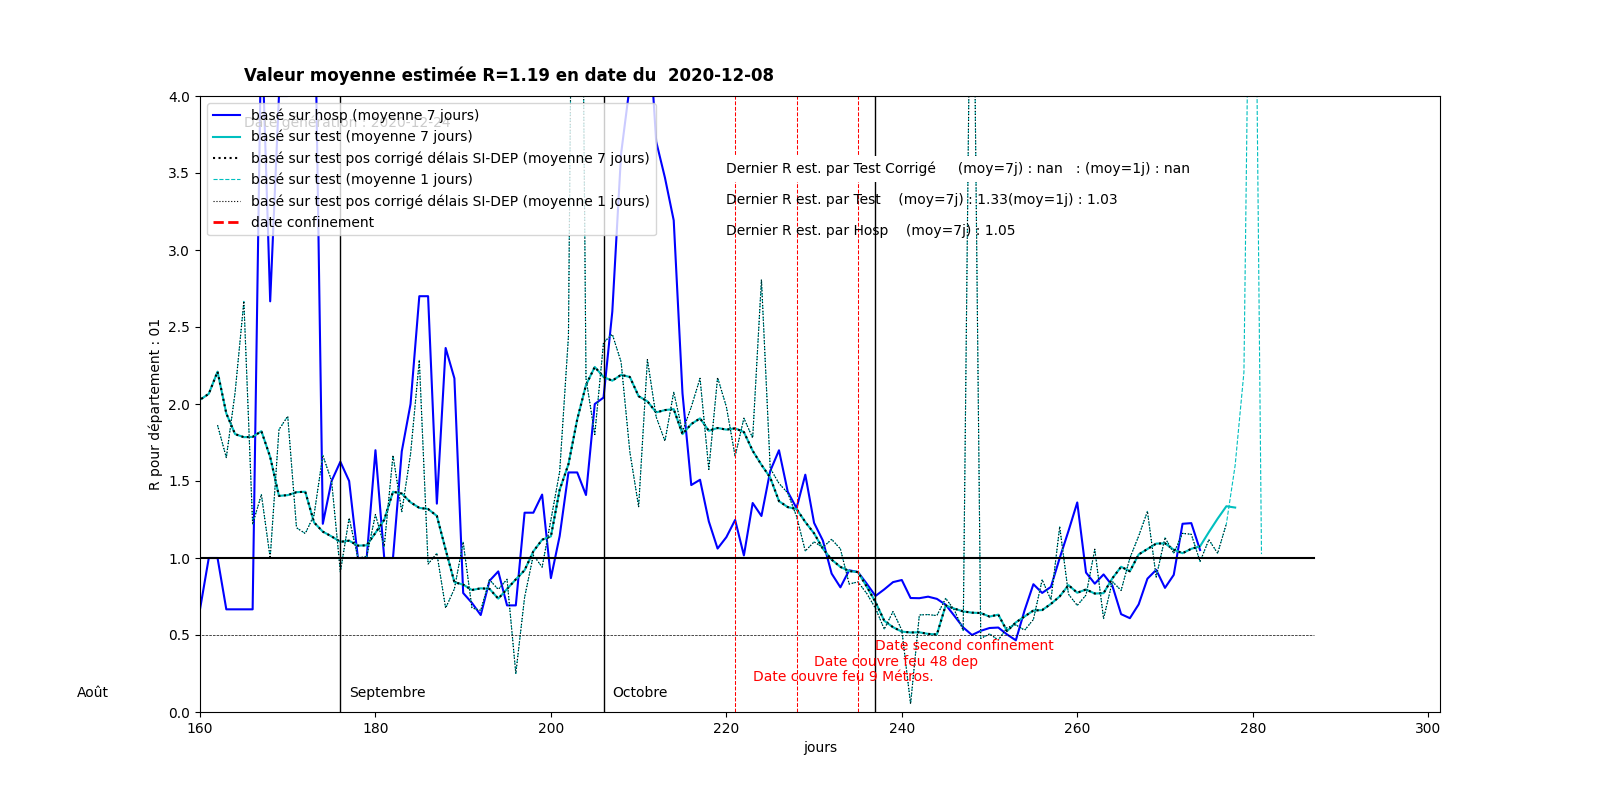 Valeur moyenne estimée R=1.19 en date du  2020-12-08
Date génération : 2020-12-24
basé sur hosp (moyenne 7 jours)
basé sur test (moyenne 7 jours)
basé sur test pos corrigé délais SI-DEP (moyenne 7 jours)
basé sur test (moyenne 1 jours)
basé sur test pos corrigé délais SI-DEP (moyenne 1 jours)
date confinement
Dernier R est. par Test Corrigé     (moy=7j) : nan   : (moy=1j) : nan
Dernier R est. par Test    (moy=7j) : 1.33(moy=1j) : 1.03
Dernier R est. par Hosp    (moy=7j) : 1.05
R pour département : 01
4.0
3.5
3.0
2.5
2.0
1.5
1.0
0.5
0.0
Date second confinement
Date couvre feu 48 dep
Date couvre feu 9 Métros.
Août
Septembre
Octobre
160 180 200 220 240 260 280 300
jours